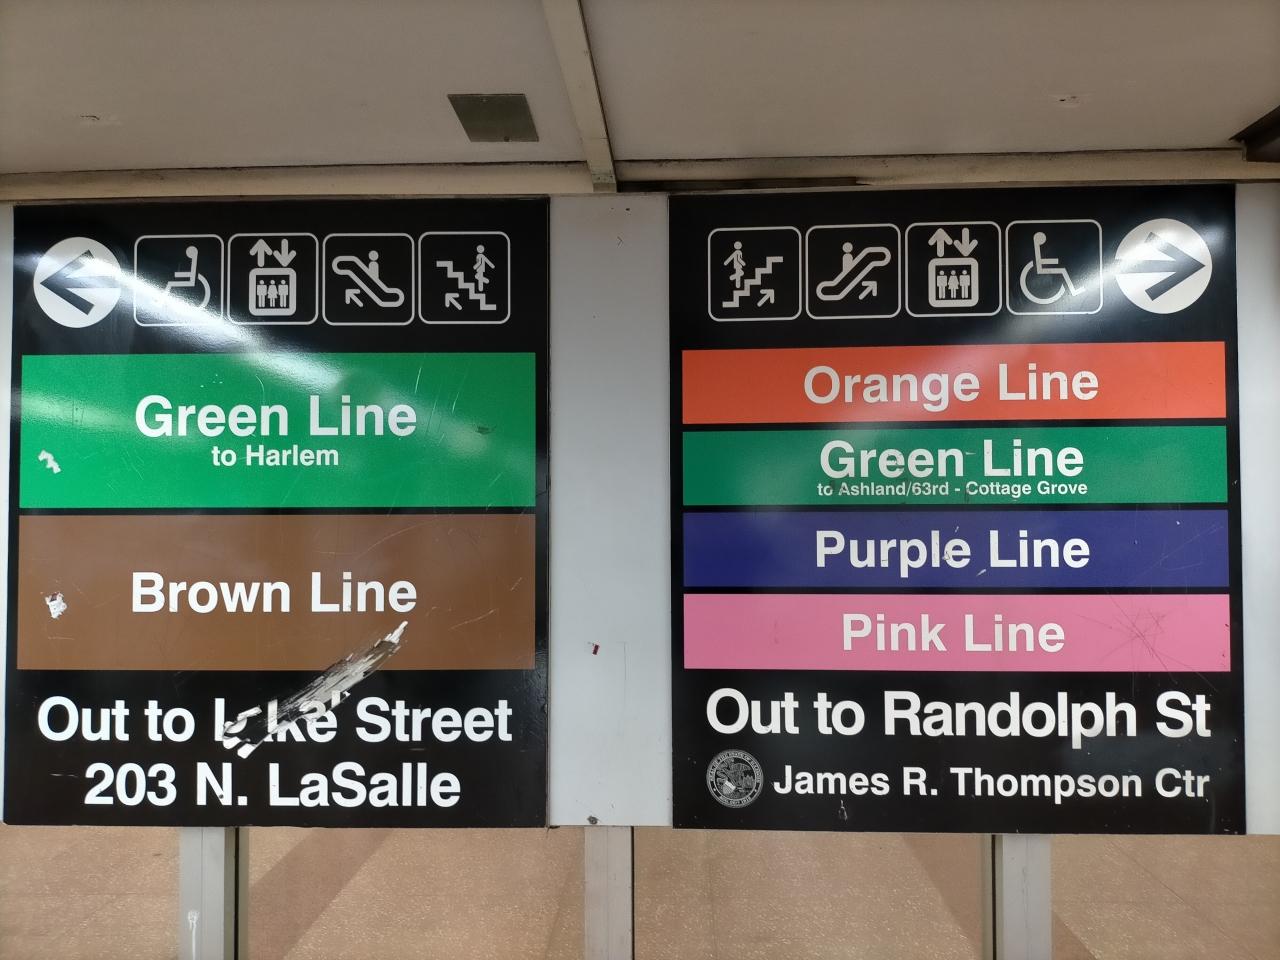 Green Line
to Harlem
Brown Line
Out to Lake Street
203 N. LaSalle
Orange Line
Green Line
to Ashland/63rd - Cottage Grove
Purple Line
Pink Line
Out to Randolph St
James R. Thompson Ctr